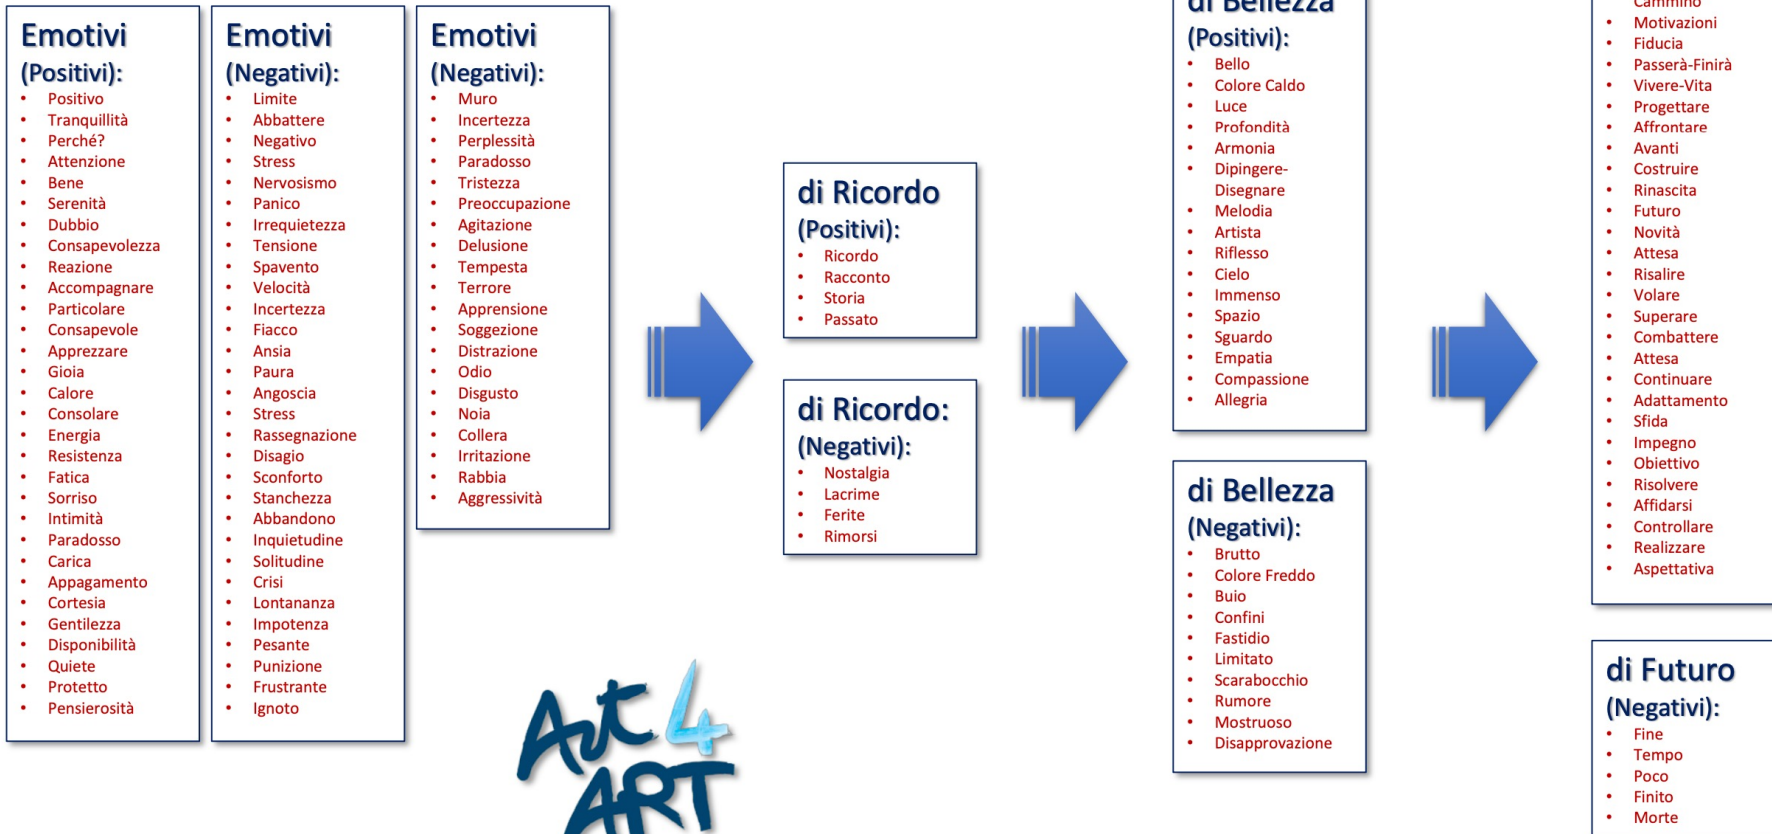 Emotivi
(Positivi):
• Positivo
• Tranquillità
• Perché?
• Attenzione
• Bene
• Serenità
• Dubbio
• Consapevolezza
• Reazione
• Accompagnare
• Particolare
• Consapevole
• Apprezzare
• Gioia
• Calore
• Consolare
• Energia
• Resistenza
• Fatica
• Sorriso
• Intimità
• Paradosso
• Carica
• Appagamento
• Cortesia
• Gentilezza
• Disponibilità
• Quiete
• Protetto
• Pensierosità
Emotivi
(Negativi):
• Limite
• Abbattere
• Negativo
• Stress
• Nervosismo
• Panico
• Irrequietezza
• Tensione
• Spavento
• Velocità
• Incertezza
• Fiacco
• Ansia
• Paura
• Angoscia
• Stress
• Rassegnazione
• Disagio
• Sconforto
• Stanchezza
• Abbandono
• Inquietudine
• Solitudine
• Crisi
• Lontananza
• Impotenza
• Pesante
• Punizione
• Frustrante
• Ignoto
Emotivi
(Negativi):
• Muro
• Incertezza
• Perplessità
• Paradosso
• Tristezza
• Preoccupazione
• Agitazione
• Delusione
• Tempesta
• Terrore
• Apprensione
• Soggezione
• Distrazione
• Odio
• Disgusto
• Noia
• Collera
• Irritazione
• Rabbia
• Aggressività
di Ricordo
(Positivi):
• Ricordo
• Racconto
• Storia
• Passato
di Ricordo:
(Negativi):
• Nostalgia
• Lacrime
• Ferite
• Rimorsi
di Bellezza
(Positivi):
• Bello
• Colore Caldo
• Luce
• Profondità
• Armonia
• Dipingere-
Disegnare
• Melodia
• Artista
• Riflesso
• Cielo
• Immenso
• Spazio
• Sguardo
• Empatia
• Compassione
• Allegria
di Bellezza
(Negativi):
• Brutto
• Colore Freddo
• Buio
• Confini
• Fastidio
• Limitato
• Scarabocchio
• Rumore
• Mostruoso
• Disapprovazione
Cammino
• Motivazioni
• Fiducia
• Passerà-Finirà
• Vivere-Vita
• Progettare
• Affrontare
• Avanti
• Costruire
• Rinascita
• Futuro
• Novità
• Attesa
• Risalire
• Volare
• Superare
• Combattere
• Attesa
• Continuare
• Adattamento
• Sfida
• Impegno
• Obiettivo
• Risolvere
• Affidarsi
• Controllare
• Realizzare
• Aspettativa
di Futuro
(Negativi):
• Fine
• Tempo
• Poco
• Finito
• Morte
Art 4
ART